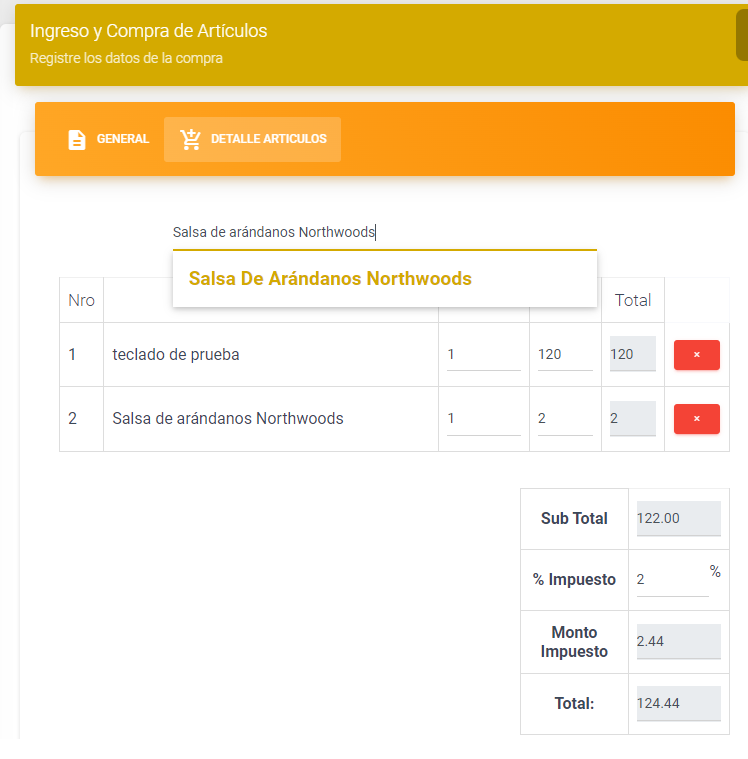 Ingreso y Compra de Artículos
Registre los datos de la compra
GENERAL DETALLE ARTICULOS
Salsa de arándanos Northwoods
Salsa De Arándanos Northwoods
Nro Total
1 teclado de prueba 1 120 120 ×
2 Salsa de arándanos Northwoods 1 2 2 ×
Sub Total 122.00
% Impuesto 2 %
Monto
Impuesto 2.44
Total: 124.44